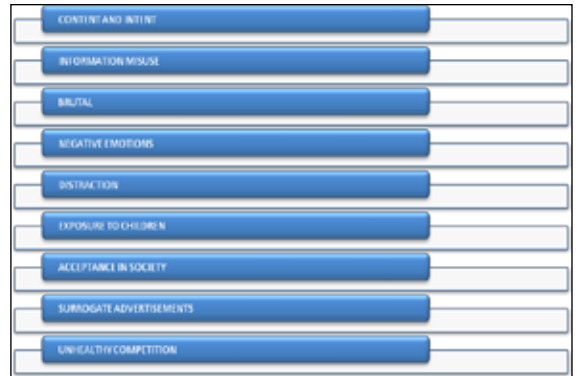 CONTENT AND INTENT
INFORMATION MISUSE
BRUTAL
NEGATIVE EMOTIONS
DISTRACTION
EXPOSURE TO CHILDREN
ACCEPTANCE IN SOCIETY
SURROGATE ADVERTISEMENTS
UNHEALTHY COMPETITION